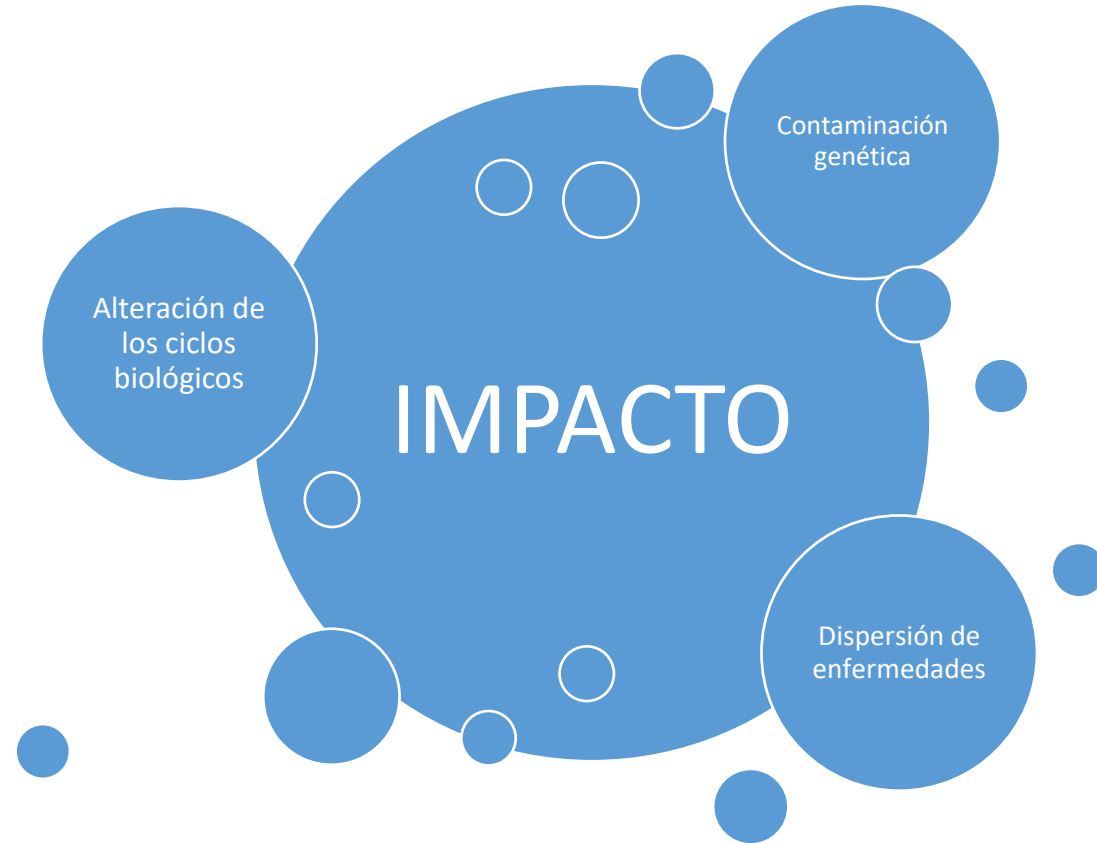 Contaminación
genética
Alteración de
los ciclos
biológicos
IMPACTO
Dispersión de
enfermedades